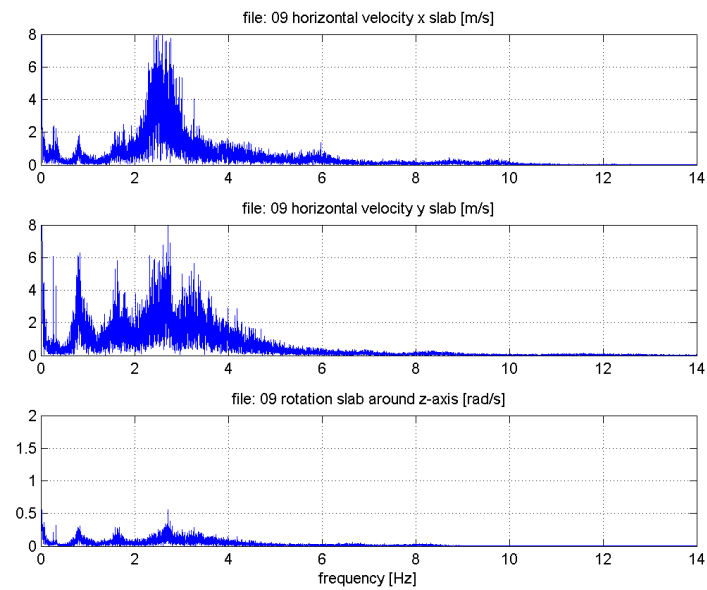 file: 09 horizontal velocity x slab [m/s]
8
6
4
2
0
0 2 4 6 8 10 12 14
file: 09 horizontal velocity y slab [m/s]
8
6
4
2
0
0 2 4 6 8 10 12 14
file: 09 rotation slab around z-axis [rad/s]
2
1.5
1
0.5
0
0 2 4 6 8 10 12 14
frequency [Hz]